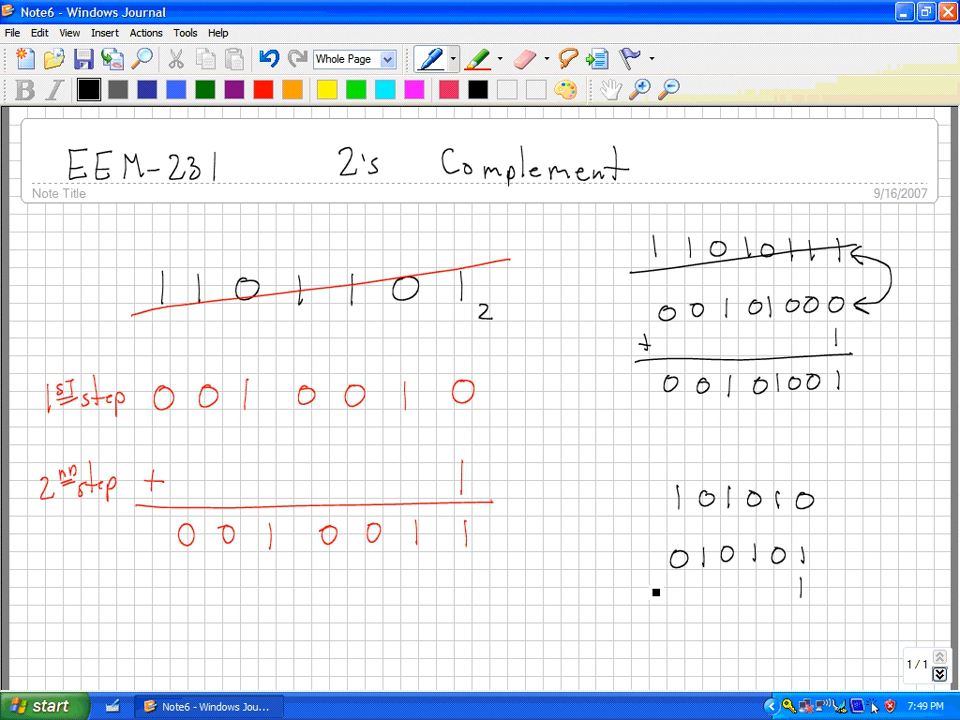 Note6 - Windows Journal
File Edit View Insert Actions Tools Help
Whole Page
B I
EEM-231 2's Complement
Note Title 9/16/2007
1 1 0 1 1 0 1 2
1ST step 0 0 1 0 0 1 0
2ND step + 1
0 0 1 0 0 1 1
1 1 0 1 0 1 1 1
0 0 1 0 1 0 0 0
+ 1
0 0 1 0 1 0 0 1
1 0 1 0 1 0
0 1 0 1 0 1
1
1 / 1
start Note6 - Windows Jou... 7:49 PM